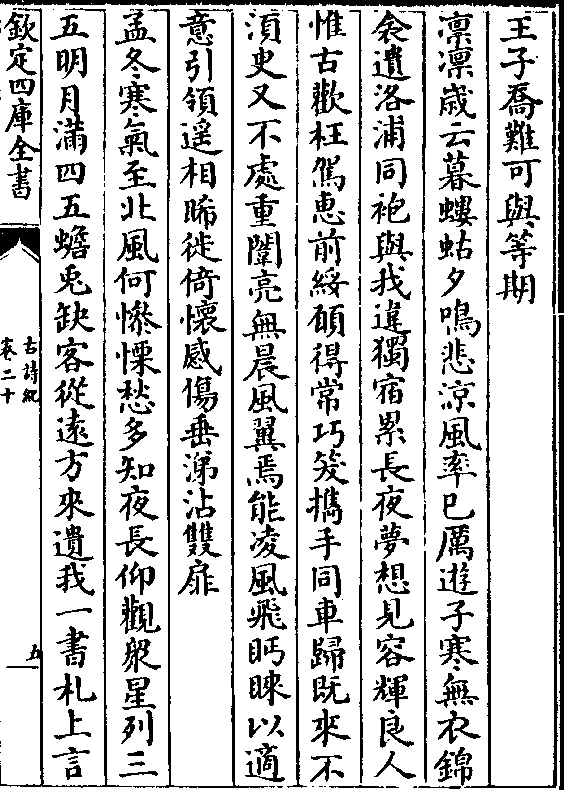 王子喬難可與等期
凛凛歳云暮螻蛄夕鳴悲涼風率已厲遊子寒無衣錦
衾遺洛浦同袍與我違獨宿累長夜夢想見容輝良人
惟古歡枉駕惠前綏願得常巧笑攜手同車歸既來不
須臾又不處重闈亮無晨風翼焉能凌風飛眄睞以適
意引領遥相睎徙倚懷感傷垂涕沾雙扉
孟冬寒氣至北風何慘慄愁多知夜長仰觀衆星列三
五明月滿四五蟾兎缺客從遠方來遺我一書札上言
欽定四庫全書
古詩紀
卷二十
五